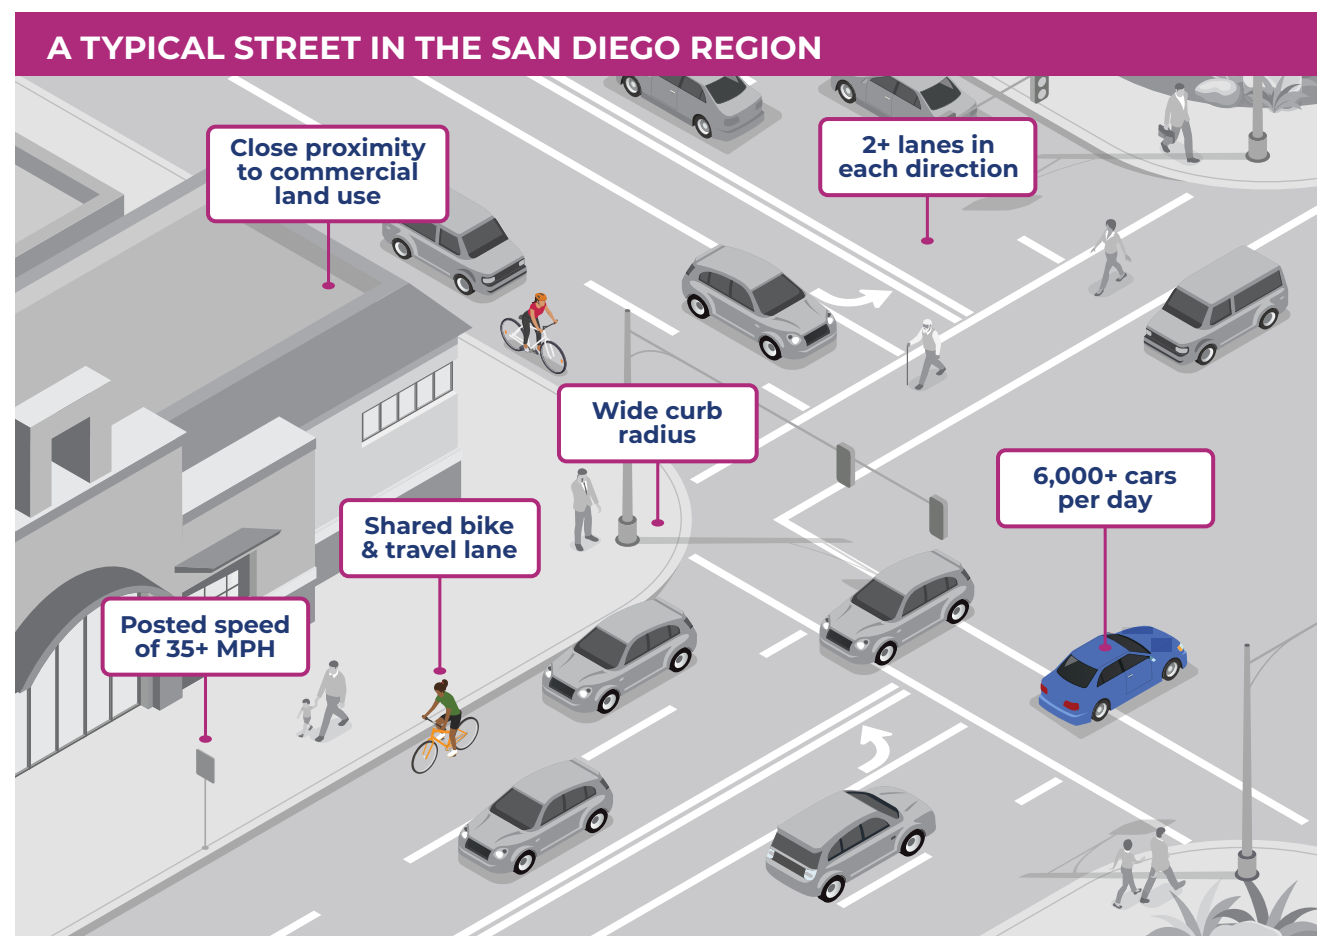 A TYPICAL STREET IN THE SAN DIEGO REGION
Close proximity
to commercial
land use
2+ lanes in
each direction
Wide curb
radius
6,000+ cars
per day
Shared bike
& travel lane
Posted speed
of 35+ MPH